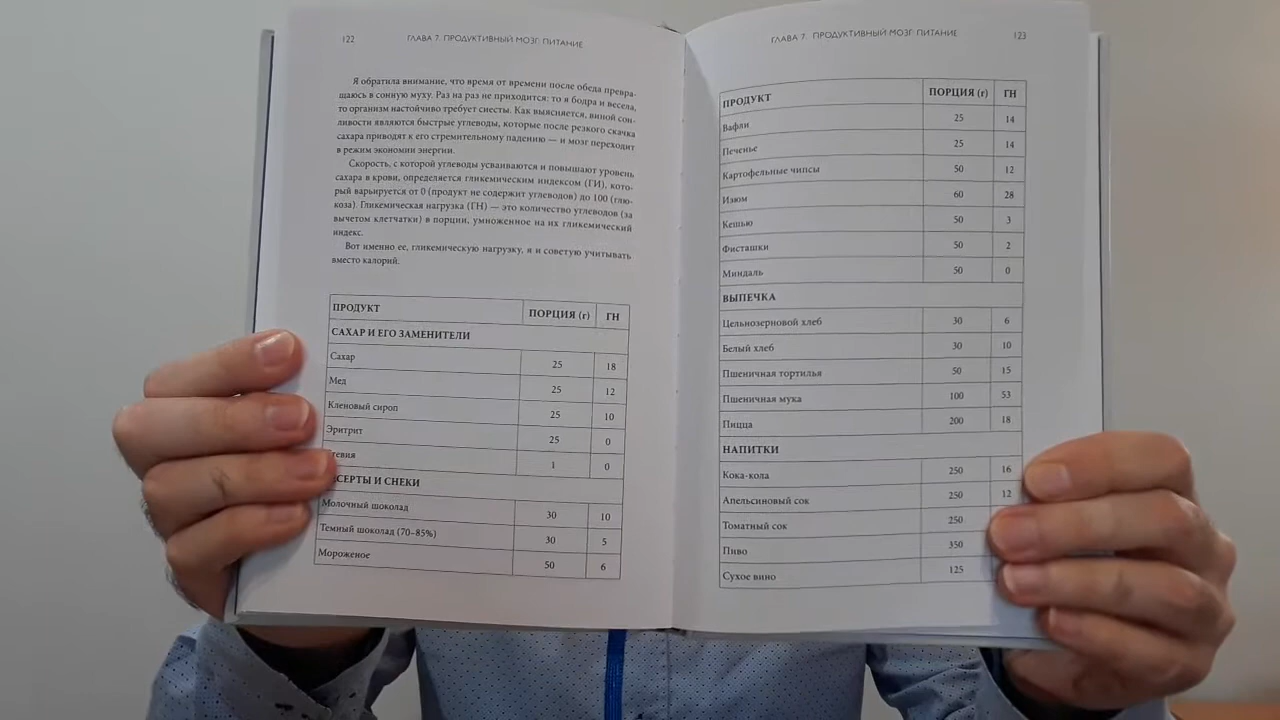 122
ГЛАВА 7. ПРОДУКТИВНЫЙ МОЗГ: ПИТАНИЕ
Я обратила внимание, что время от времени после обеда превра-
щаюсь в сонную муху. Раз на раз не приходится: то я бодра и весела,
то организм настойчиво требует сиесты. Как выясняется, виной сон-
ливости являются быстрые углеводы, которые после резкого скачка
сахара приводят к его стремительному падению — и мозг переходит
в режим экономии энергии.
Скорость, с которой углеводы усваиваются и повышают уровень
сахара в крови, определяется гликемическим индексом (ГИ), кото-
рый варьируется от 0 (продукт не содержит углеводов) до 100 (глю-
коза). Гликемическая нагрузка (ГН) — это количество углеводов (за
вычетом клетчатки) в порции, умноженное на их гликемический
индекс.
Вот именно ее, гликемическую нагрузку, я и советую учитывать
вместо калорий.
ПРОДУКТ ПОРЦИЯ (г) ГН
САХАР И ЕГО ЗАМЕНИТЕЛИ
Сахар 25 18
Мед 25 12
Кленовый сироп 25 10
Эритрит 25 0
тевия 1 0
СЕРТЫ И СНЕКИ
Молочный шоколад 30 10
Темный шоколад (70–85%) 30 5
Мороженое 50 6
ГЛАВА 7. ПРОДУКТИВНЫЙ МОЗГ: ПИТАНИЕ
123
ПРОДУКТ ПОРЦИЯ (г) ГН
Вафли 25 14
Печенье 25 14
Картофельные чипсы 50 12
Изюм 60 28
Кешью 50 3
Фисташки 50 2
Миндаль 50 0
ВЫПЕЧКА
Цельнозерновой хлеб 30 6
Белый хлеб 30 10
Пшеничная тортилья 50 15
Пшеничная мука 100 53
Пицца 200 18
НАПИТКИ
Кока-кола 250 16
Апельсиновый сок 250 12
Томатный сок 250
Пиво 350
Сухое вино 125